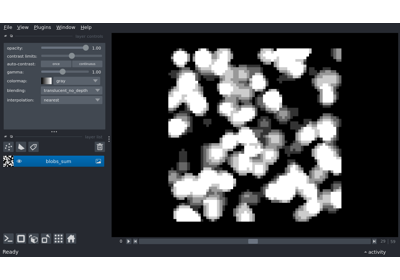 File View Plugins Window Help
opacity: 1.00
contrast limits:
auto-contrast: once continuous
gamma: 1.00
colormap: gray
blending: translucent_no_depth
interpolation: nearest
blobs_sum
Ready
activity